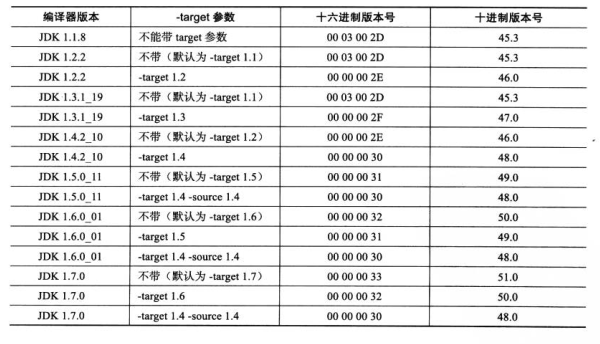 编译器版本 -target 参数 十六进制版本号 十进制版本号
JDK 1.1.8 不能带 target 参数 00 03 00 2D 45.3
JDK 1.2.2 不带（默认为 -target 1.1） 00 03 00 2D 45.3
JDK 1.2.2 -target 1.2 00 00 00 2E 46.0
JDK 1.3.1_19 不带（默认为 -target 1.1） 00 03 00 2D 45.3
JDK 1.3.1_19 -target 1.3 00 00 00 2F 47.0
JDK 1.4.2_10 不带（默认为 -target 1.2） 00 00 00 2E 46.0
JDK 1.4.2_10 -target 1.4 00 00 00 30 48.0
JDK 1.5.0_11 不带（默认为 -target 1.5） 00 00 00 31 49.0
JDK 1.5.0_11 -target 1.4 -source 1.4 00 00 00 30 48.0
JDK 1.6.0_01 不带（默认为 -target 1.6） 00 00 00 32 50.0
JDK 1.6.0_01 -target 1.5 00 00 00 31 49.0
JDK 1.6.0_01 -target 1.4 -source 1.4 00 00 00 30 48.0
JDK 1.7.0 不带（默认为 -target 1.7） 00 00 00 33 51.0
JDK 1.7.0 -target 1.6 00 00 00 32 50.0
JDK 1.7.0 -target 1.4 -source 1.4 00 00 00 30 48.0